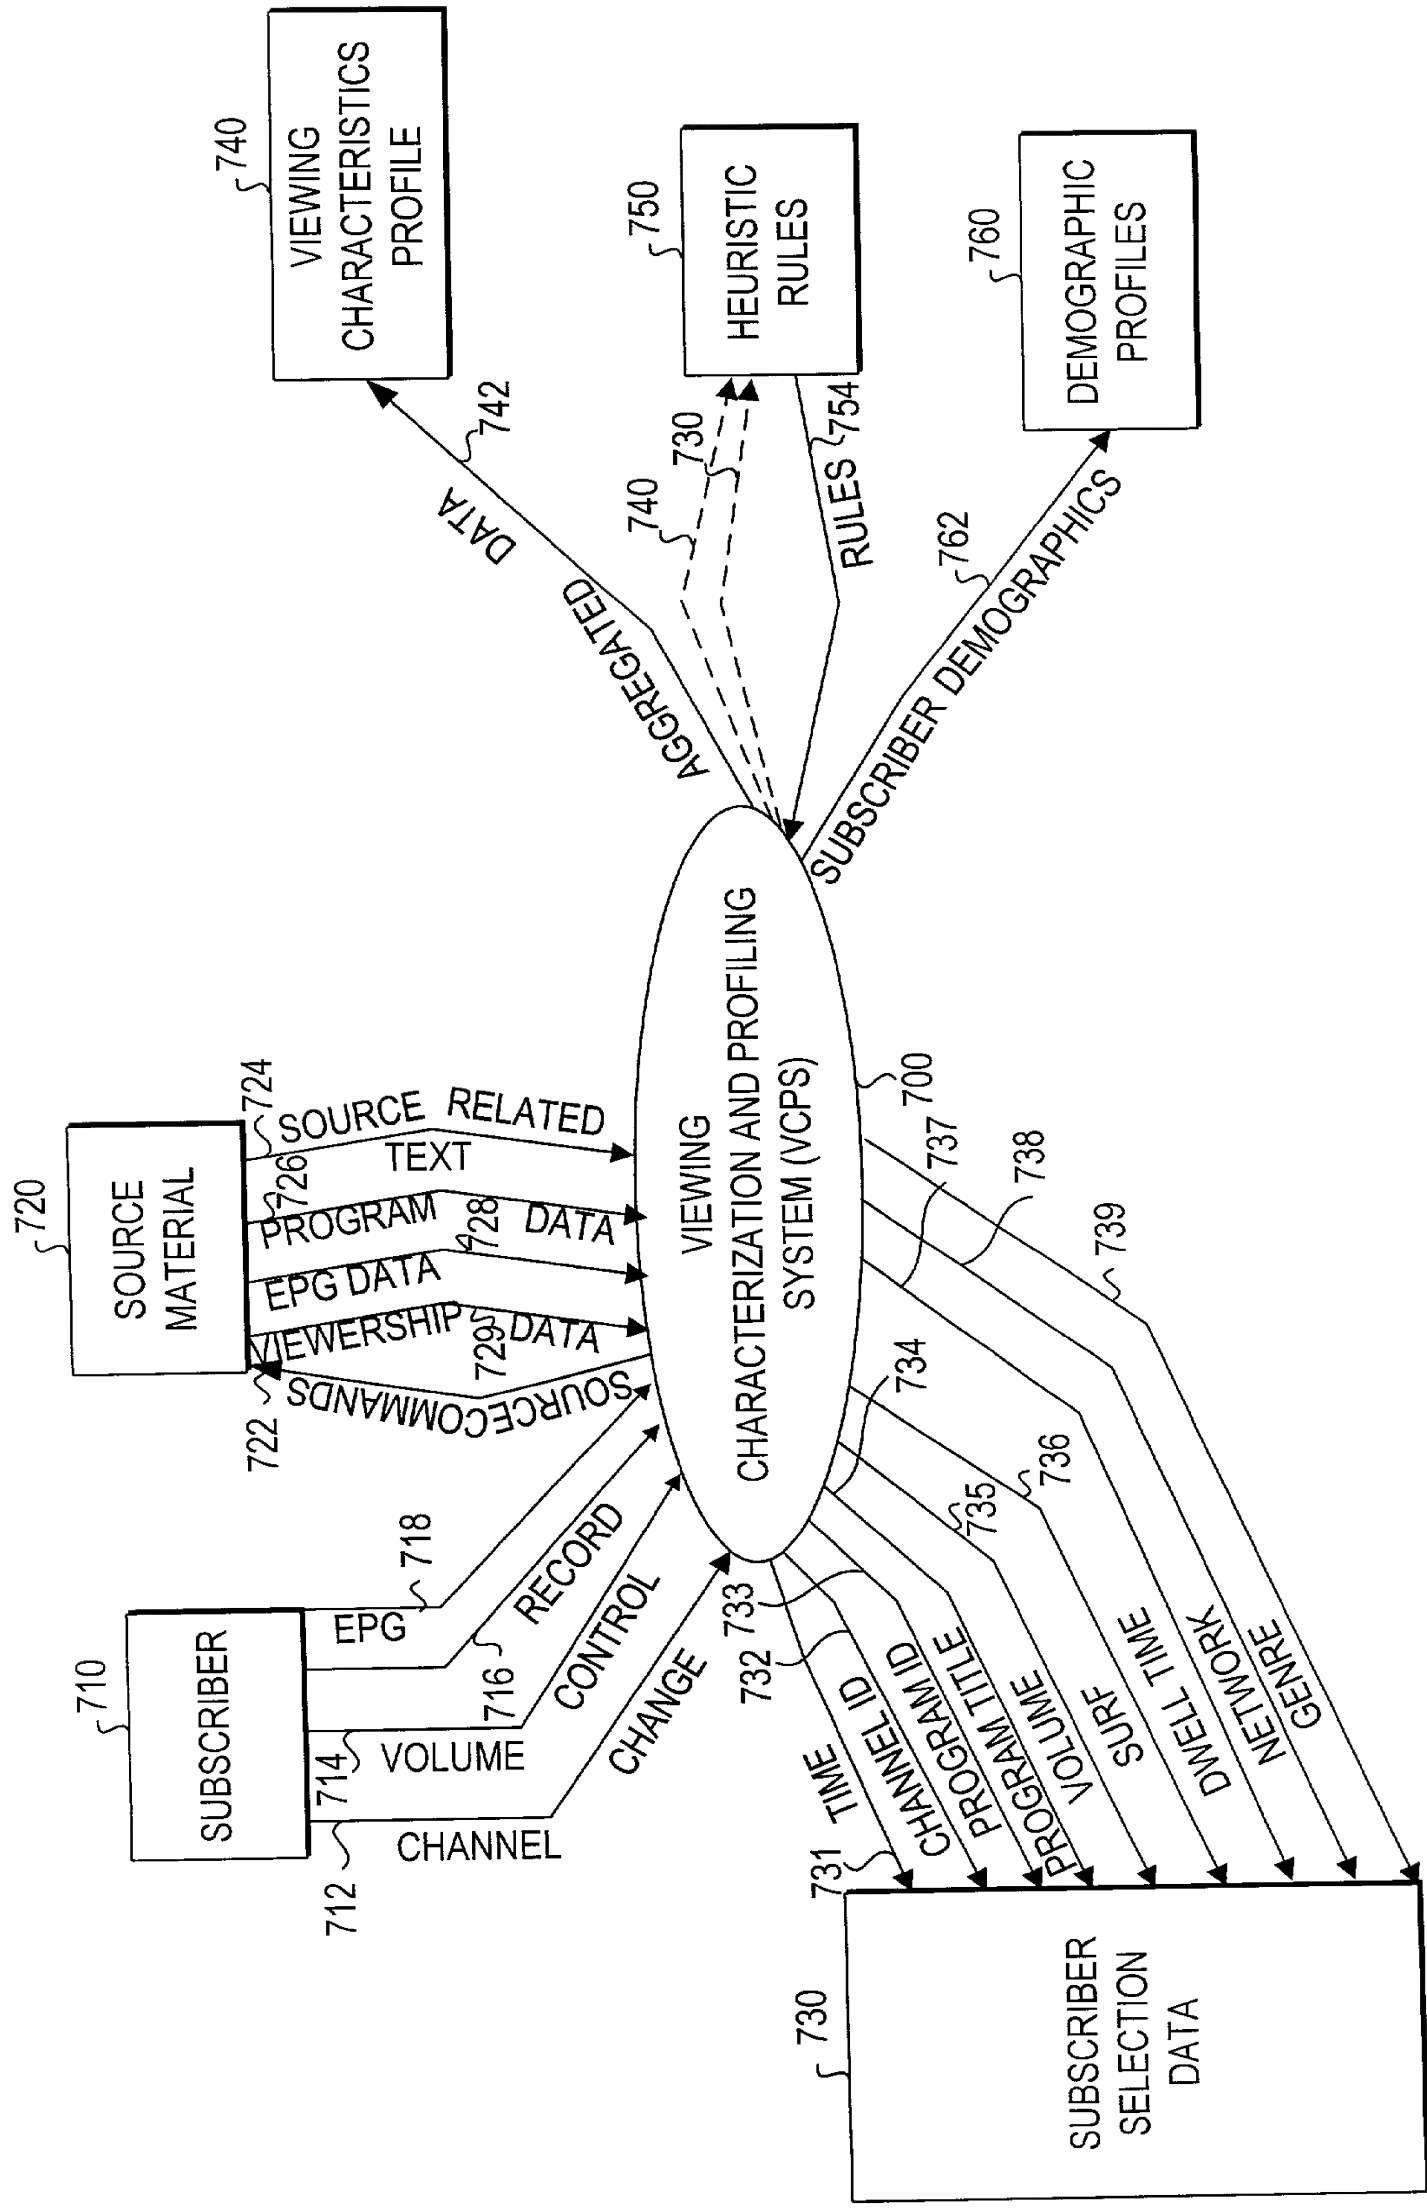 710
SUBSCRIBER
712
CHANNEL
CHANGE
714
VOLUME
CONTROL
716
RECORD
EPG
718
720
SOURCE
MATERIAL
722
SOURCECOMMANDS
VIEWERSHIP DATA
729
EPG DATA
728
PROGRAM DATA
726
SOURCE RELATED
TEXT
724
740
VIEWING
CHARACTERISTICS
PROFILE
AGGREGATED DATA
742
VIEWING
CHARACTERIZATION AND PROFILING
SYSTEM (VCPS)
700
740
730
750
HEURISTIC
RULES
RULES
754
760
DEMOGRAPHIC
PROFILES
SUBSCRIBER DEMOGRAPHICS
762
730
SUBSCRIBER
SELECTION
DATA
731
TIME
732
CHANNEL ID
733
PROGRAM ID
734
PROGRAM TITLE
735
VOLUME
736
SURF
737
DWELL TIME
738
NETWORK
739
GENRE